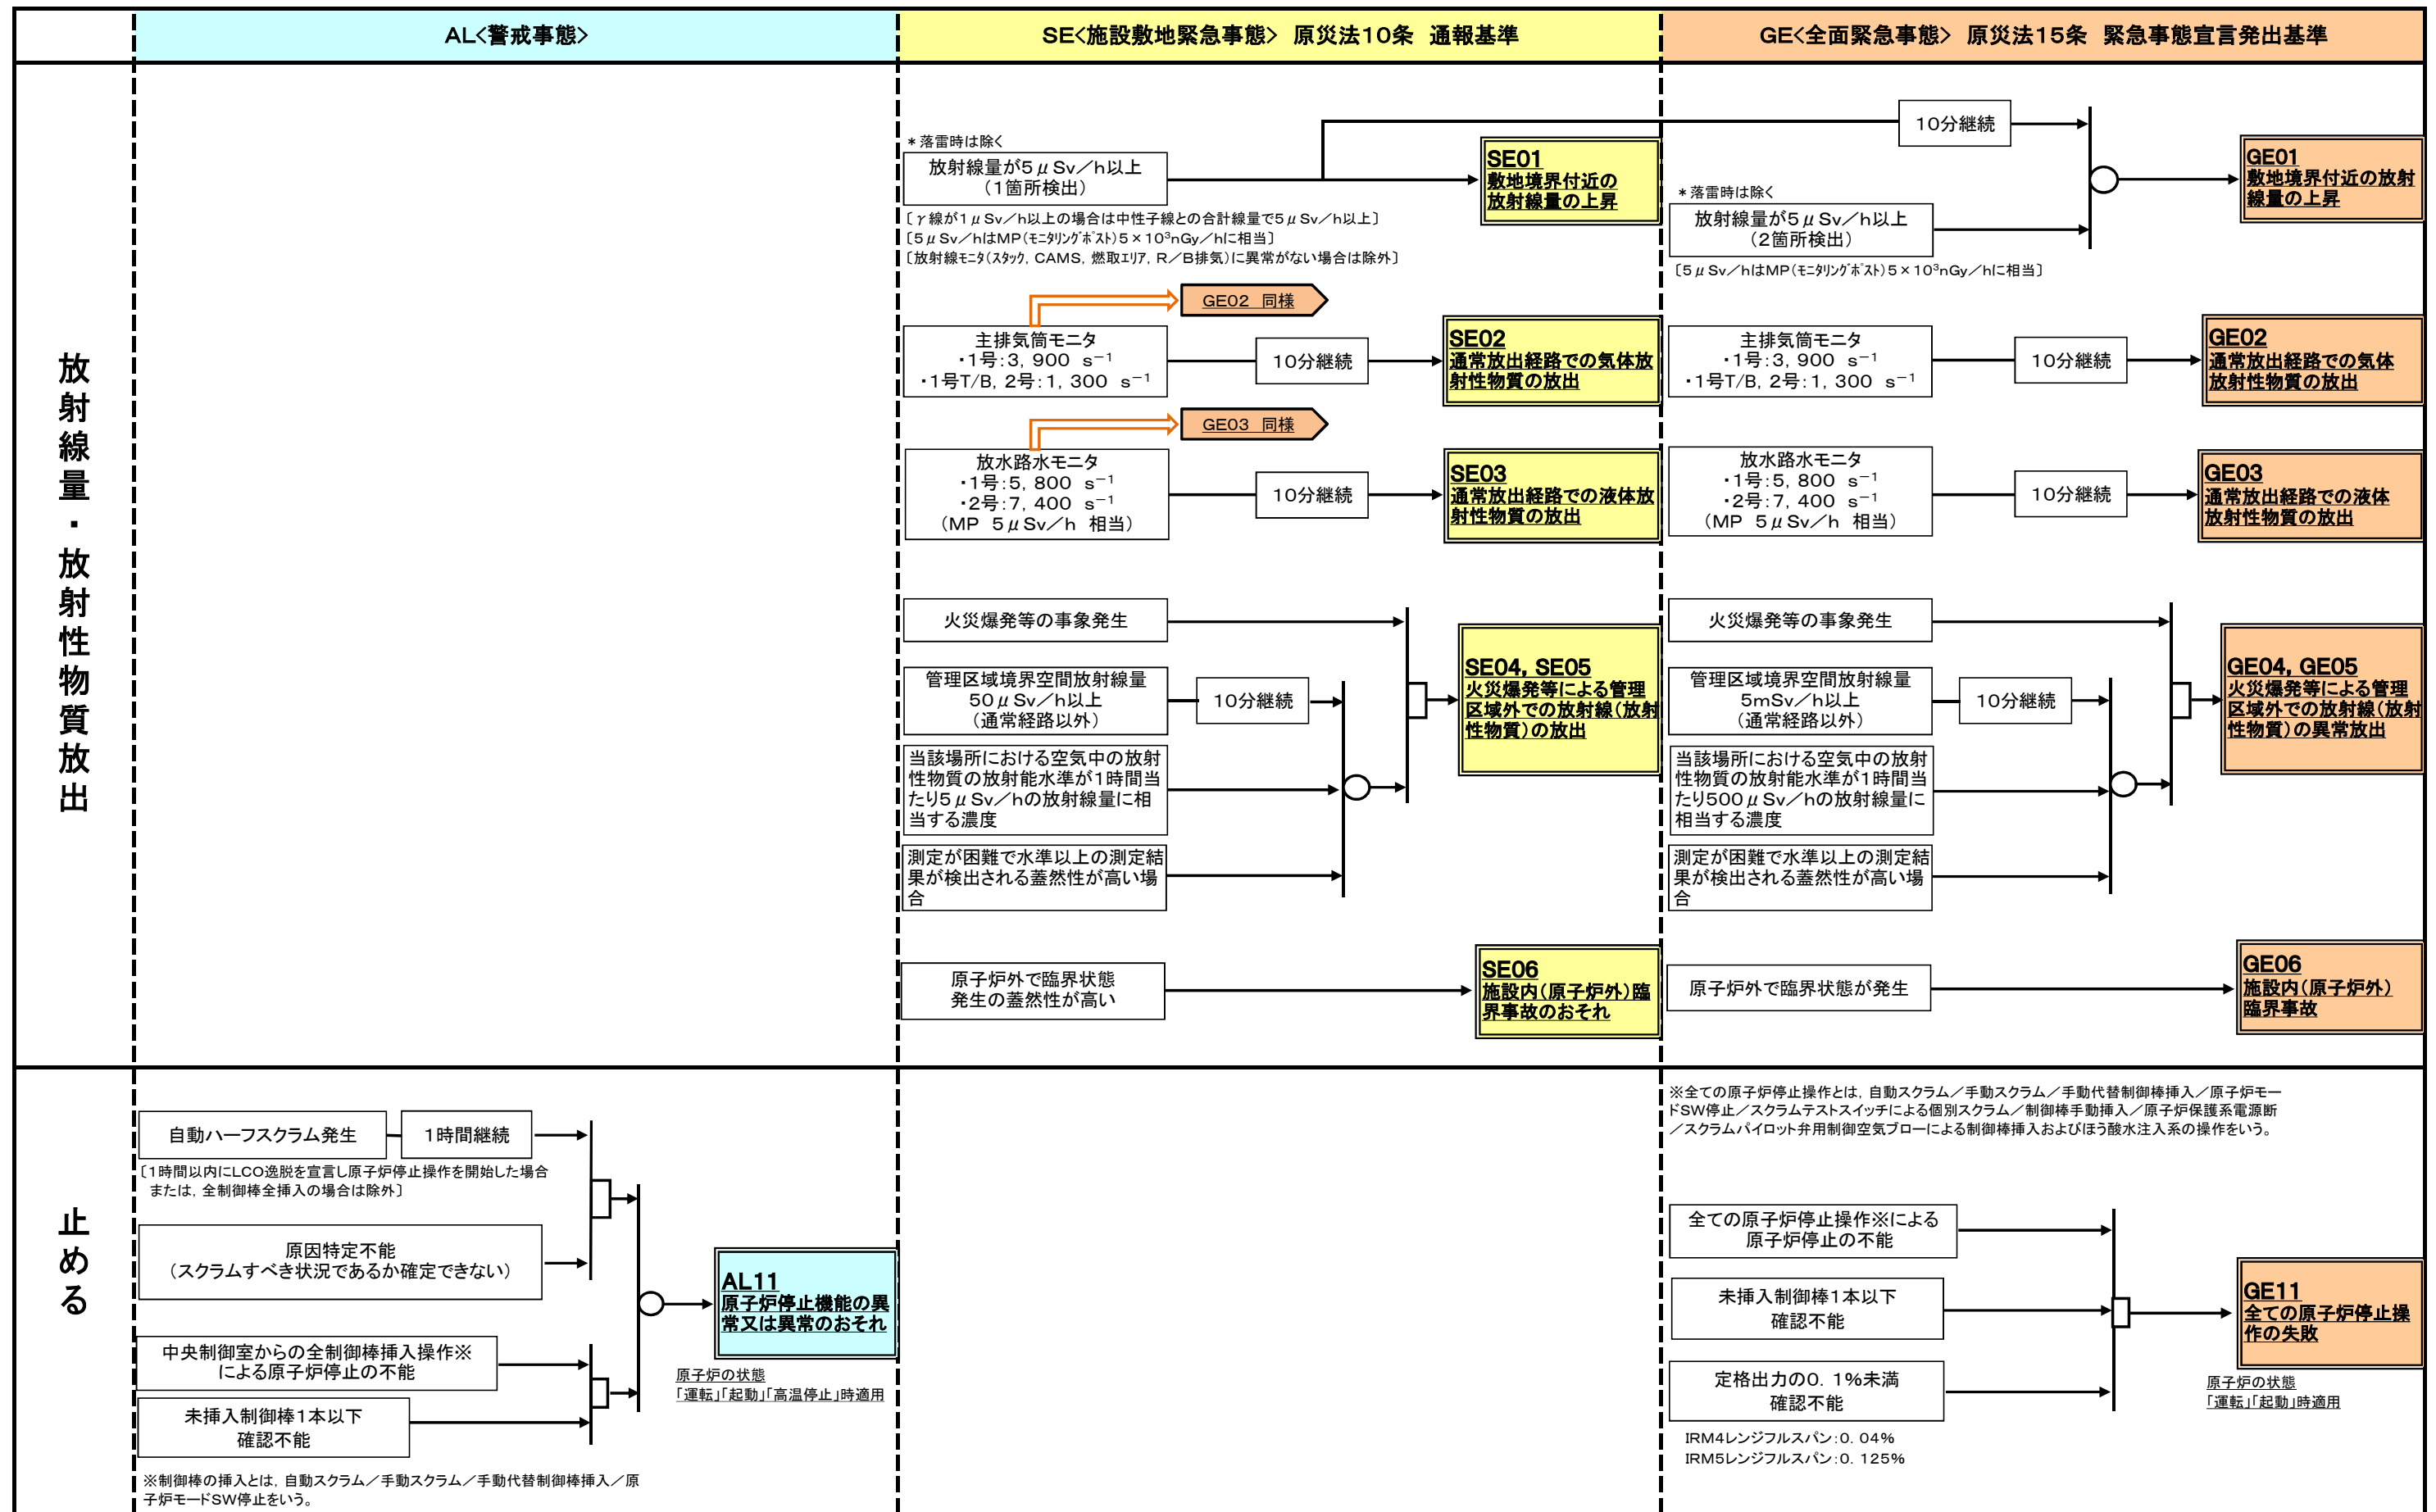 AL<警戒事態>
SE<施設敷地緊急事態> 原災法10条 通報基準
GE<全面緊急事態> 原災法15条 緊急事態宣言発出基準
放射線量・放射性物質放出
*落雷時は除く
放射線量が5μSv/h以上
(1箇所検出)
〔γ線が1μSv/h以上の場合は中性子線との合計線量で5μSv/h以上〕
〔5μSv/hはMP(モニタリングポスト)5×10³nGy/hに相当〕
〔放射線モニタ(スタック,CAMS,燃取エリア,R/B排気)に異常がない場合は除外〕
SE01
敷地境界付近の
放射線量の上昇
10分継続
*落雷時は除く
放射線量が5μSv/h以上
(2箇所検出)
〔5μSv/hはMP(モニタリングポスト)5×10³nGy/hに相当〕
GE01
敷地境界付近の放射
線量の上昇
GE02 同様
主排気筒モニタ
・1号:3,900 s⁻¹
・1号T/B,2号:1,300 s⁻¹
10分継続
SE02
通常放出経路での気体放
射性物質の放出
主排気筒モニタ
・1号:3,900 s⁻¹
・1号T/B,2号:1,300 s⁻¹
10分継続
GE02
通常放出経路での気体
放射性物質の放出
GE03 同様
放水路水モニタ
・1号:5,800 s⁻¹
・2号:7,400 s⁻¹
(MP 5μSv/h 相当)
10分継続
SE03
通常放出経路での液体放
射性物質の放出
放水路水モニタ
・1号:5,800 s⁻¹
・2号:7,400 s⁻¹
(MP 5μSv/h 相当)
10分継続
GE03
通常放出経路での液体
放射性物質の放出
火災爆発等の事象発生
管理区域境界空間放射線量
50μSv/h以上
(通常経路以外)
10分継続
当該場所における空気中の放射
性物質の放射能水準が1時間当
たり5μSv/hの放射線量に相
当する濃度
測定が困難で水準以上の測定結
果が検出される蓋然性が高い場
合
SE04,SE05
火災爆発等による管理
区域外での放射線(放射
性物質)の放出
火災爆発等の事象発生
管理区域境界空間放射線量
5mSv/h以上
(通常経路以外)
10分継続
当該場所における空気中の放射
性物質の放射能水準が1時間当
たり500μSv/hの放射線量に
相当する濃度
測定が困難で水準以上の測定結
果が検出される蓋然性が高い場
合
GE04,GE05
火災爆発等による管理
区域外での放射線(放射
性物質)の異常放出
原子炉外で臨界状態
発生の蓋然性が高い
SE06
施設内(原子炉外)臨
界事故のおそれ
原子炉外で臨界状態が発生
GE06
施設内(原子炉外)
臨界事故
止める
自動ハーフスクラム発生
1時間継続
〔1時間以内にLCO逸脱を宣言し原子炉停止操作を開始した場合
または,全制御棒全挿入の場合は除外〕
原因特定不能
(スクラムすべき状況であるか確定できない)
中央制御室からの全制御棒挿入操作※
による原子炉停止の不能
未挿入制御棒1本以下
確認不能
※制御棒の挿入とは,自動スクラム/手動スクラム/手動代替制御棒挿入/原
子炉モードSW停止をいう。
AL11
原子炉停止機能の異
常又は異常のおそれ
原子炉の状態
「運転」「起動」「高温停止」時適用
※全ての原子炉停止操作とは,自動スクラム/手動スクラム/手動代替制御棒挿入/原子炉モー
ドSW停止/スクラムテストスイッチによる個別スクラム/制御棒手動挿入/原子炉保護系電源断
/スクラムパイロット弁用制御空気ブローによる制御棒挿入およびほう酸水注入系の操作をいう。
全ての原子炉停止操作※による
原子炉停止の不能
未挿入制御棒1本以下
確認不能
定格出力の0.1%未満
確認不能
IRM4レンジフルスパン:0.04%
IRM5レンジフルスパン:0.125%
GE11
全ての原子炉停止操
作の失敗
原子炉の状態
「運転」「起動」時適用